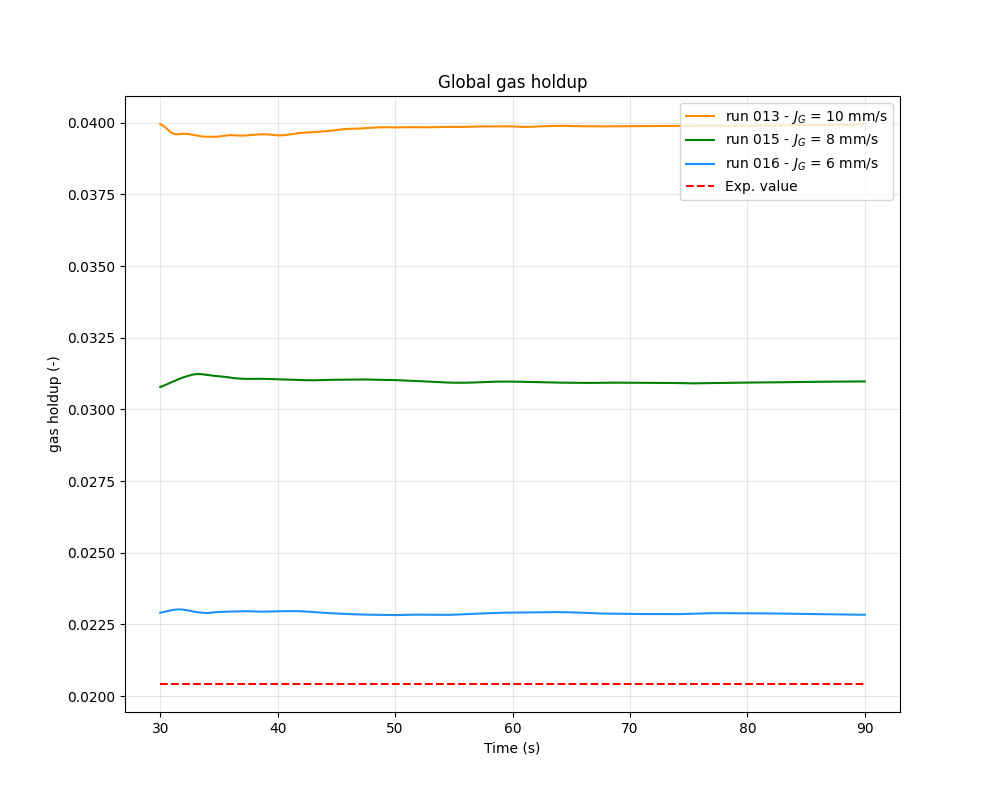 Global gas holdup
run 013 - J_G = 10 mm/s
run 015 - J_G = 8 mm/s
run 016 - J_G = 6 mm/s
Exp. value
0.0400
0.0375
0.0350
0.0325
0.0300
0.0275
0.0250
0.0225
0.0200
gas holdup (-)
30 40 50 60 70 80 90
Time (s)